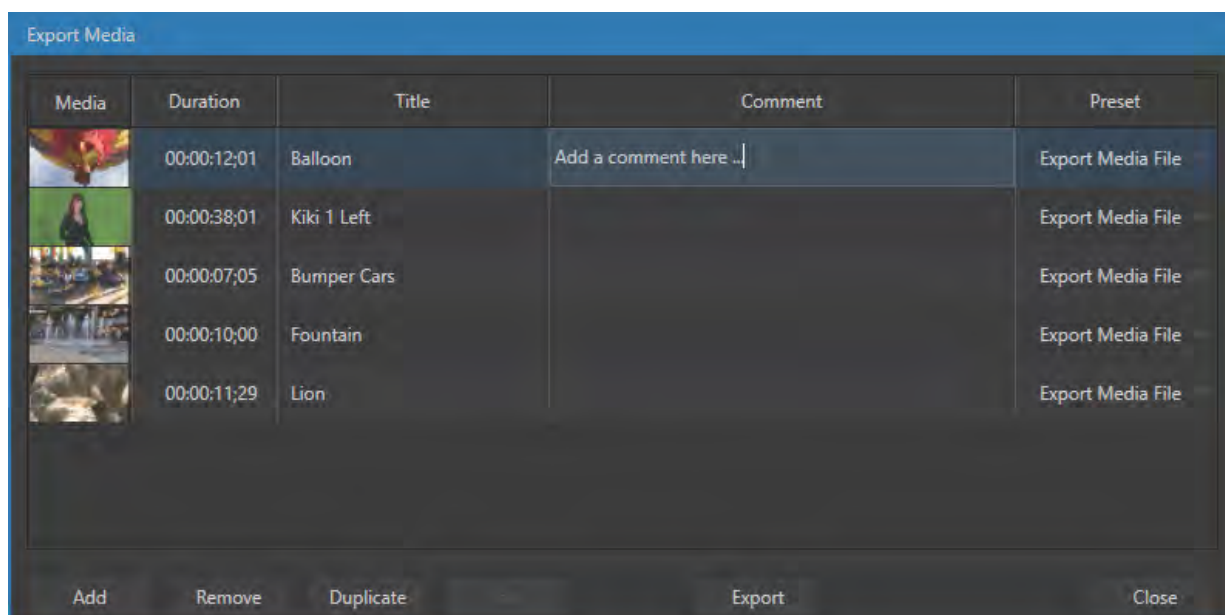 Export Media
Media Duration Title Comment Preset
00:00:12;01 Balloon Add a comment here ... Export Media File
00:00:38;01 Kiki 1 Left Export Media File
00:00:07;05 Bumper Cars Export Media File
00:00:10;00 Fountain Export Media File
00:00:11;29 Lion Export Media File
Add Remove Duplicate Export Close